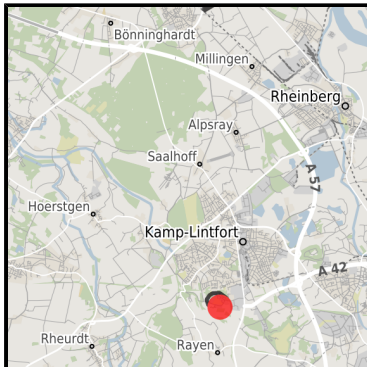 Bönninghardt
Millingen
Rheinberg
Alpsray
Saalhoff
A 57
Hoerstgen
Kamp-Lintfort
A 42
Rheurdt
Rayen